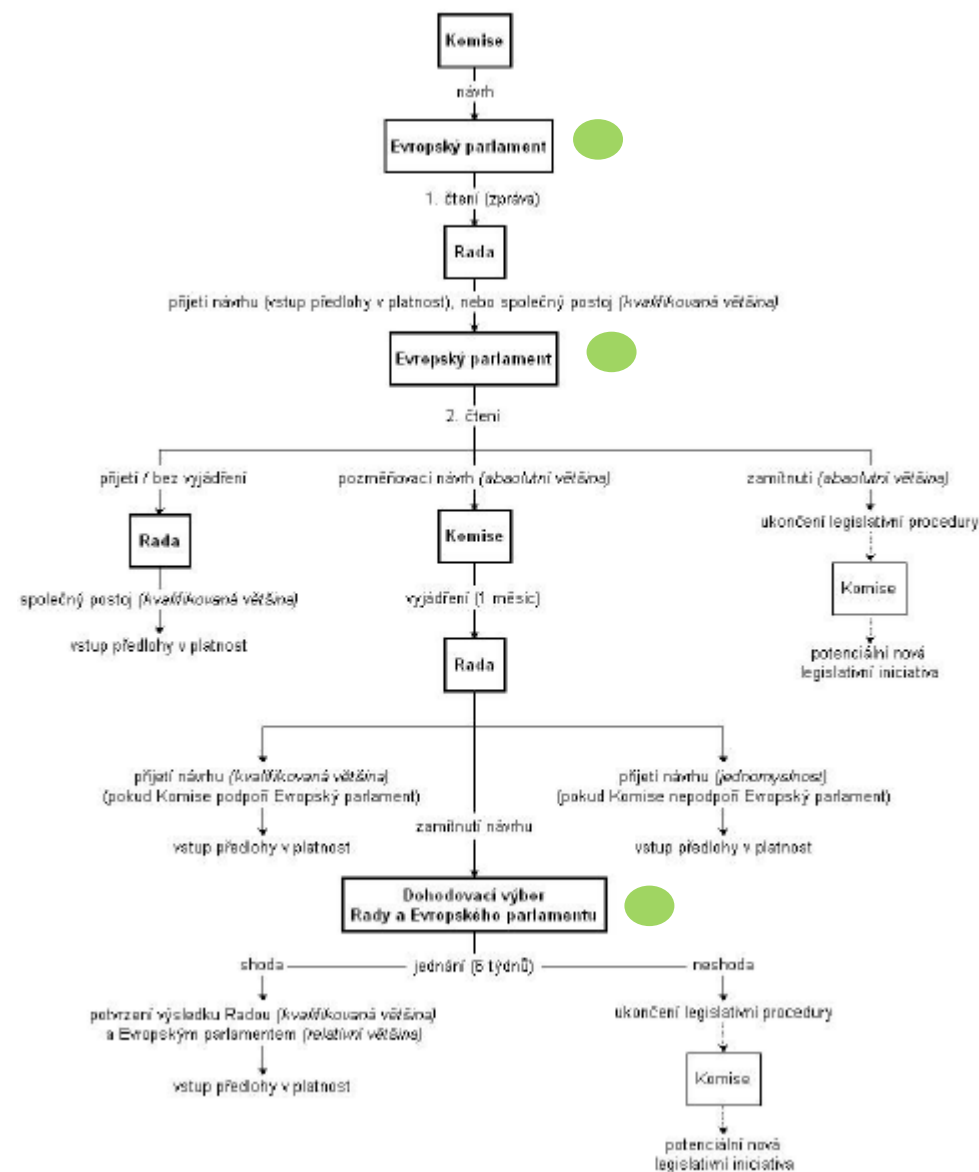 Komise
návrh
Evropský parlament
1. čtení (zpráva)
Rada
přijetí návrhu (vstup předlohy v platnost), nebo společný postoj (kvalifikovaná většina)
Evropský parlament
2. čtení
přijetí / bez vyjádření
pozměňovací návrh (absolutní většina)
zamítnutí (absolutní většina)
Rada
společný postoj (kvalifikovaná většina)
vstup předlohy v platnost
Komise
vyjádření (1 měsíc)
Rada
ukončení legislativní procedury
Komise
potenciální nová
legislativní iniciativa
přijetí návrhu (kvalifikovaná většina)
(pokud Komise podpoří Evropský parlament)
vstup předlohy v platnost
zamítnutí návrhu
přijetí návrhu (jednomyslnost)
(pokud Komise nepodpoří Evropský parlament)
vstup předlohy v platnost
Dohodovací výbor
Rady a Evropského parlamentu
shoda
jednání (6 týdnů)
neshoda
potvrzení výsledku Radou (kvalifikovaná většina)
a Evropským parlamentem (relativní většina)
vstup předlohy v platnost
ukončení legislativní procedury
Komise
potenciální nová
legislativní iniciativa